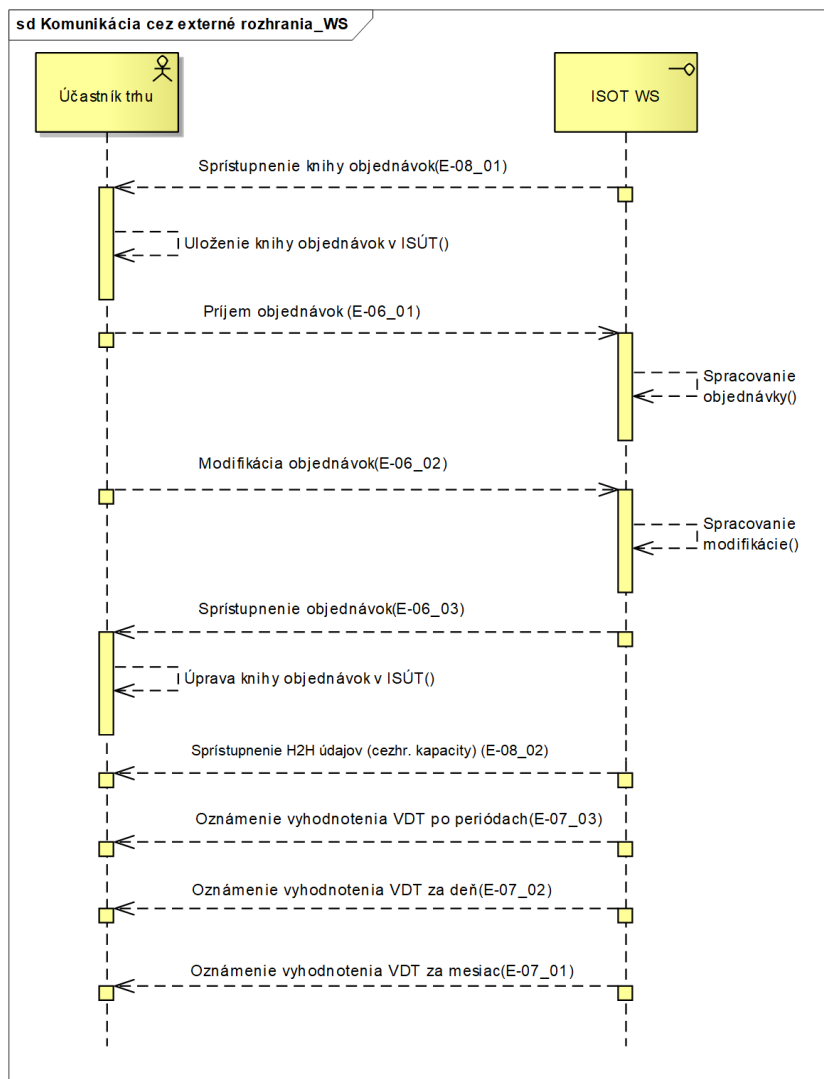 sd Komunikácia cez externé rozhrania_WS
Účastník trhu
ISOT WS
Sprístupnenie knihy objednávok(E-08_01)
Uloženie knihy objednávok v ISÚT()
Príjem objednávok (E-06_01)
Spracovanie
objednávky()
Modifikácia objednávok(E-06_02)
Spracovanie
modifikácie()
Sprístupnenie objednávok(E-06_03)
Úprava knihy objednávok v ISÚT()
Sprístupnenie H2H údajov (cezhr. kapacity) (E-08_02)
Oznámenie vyhodnotenia VDT po periódach(E-07_03)
Oznámenie vyhodnotenia VDT za deň(E-07_02)
Oznámenie vyhodnotenia VDT za mesiac(E-07_01)